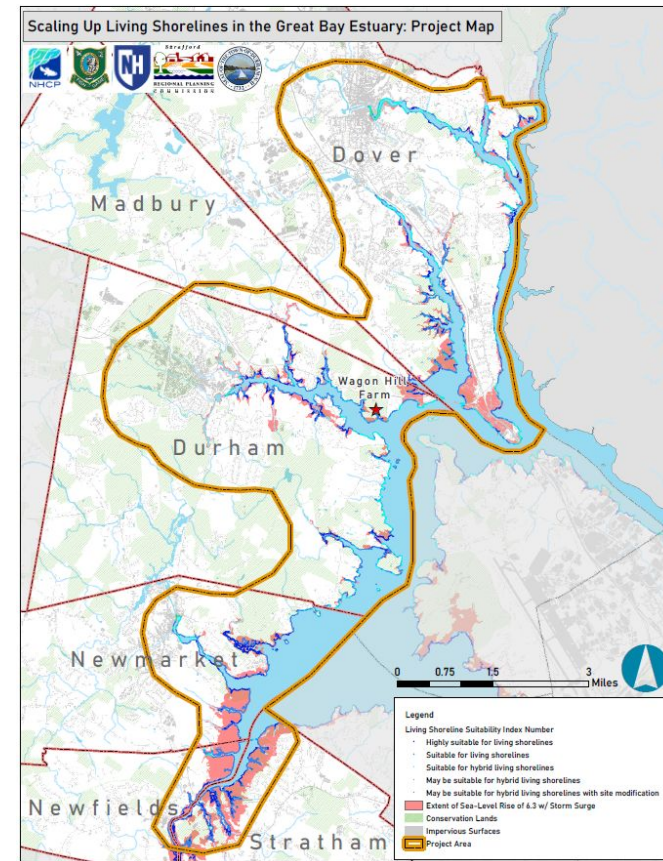 Scaling Up Living Shorelines in the Great Bay Estuary: Project Map
NHCP
NH
Strafford
REGIONAL PLANNING
COMMISSION
Dover
Madbury
Wagon Hill
Farm
Durham
Newmarket
0 0.75 1.5 3
Miles
Newfields
Stratham
Legend
Living Shoreline Suitability Index Number
Highly suitable for living shorelines
Suitable for living shorelines
Suitable for hybrid living shorelines
May be suitable for hybrid living shorelines
May be suitable for hybrid living shorelines with site modification
Extent of Sea-Level Rise of 6.3 w/ Storm Surge
Conservation Lands
Impervious Surfaces
Project Area